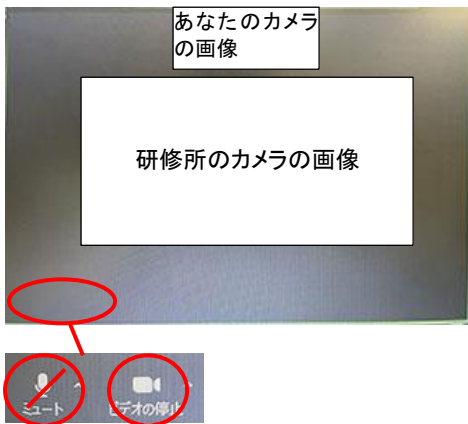 あなたのカメラ
の画像
研修所のカメラの画像
ミュート
ビデオの停止